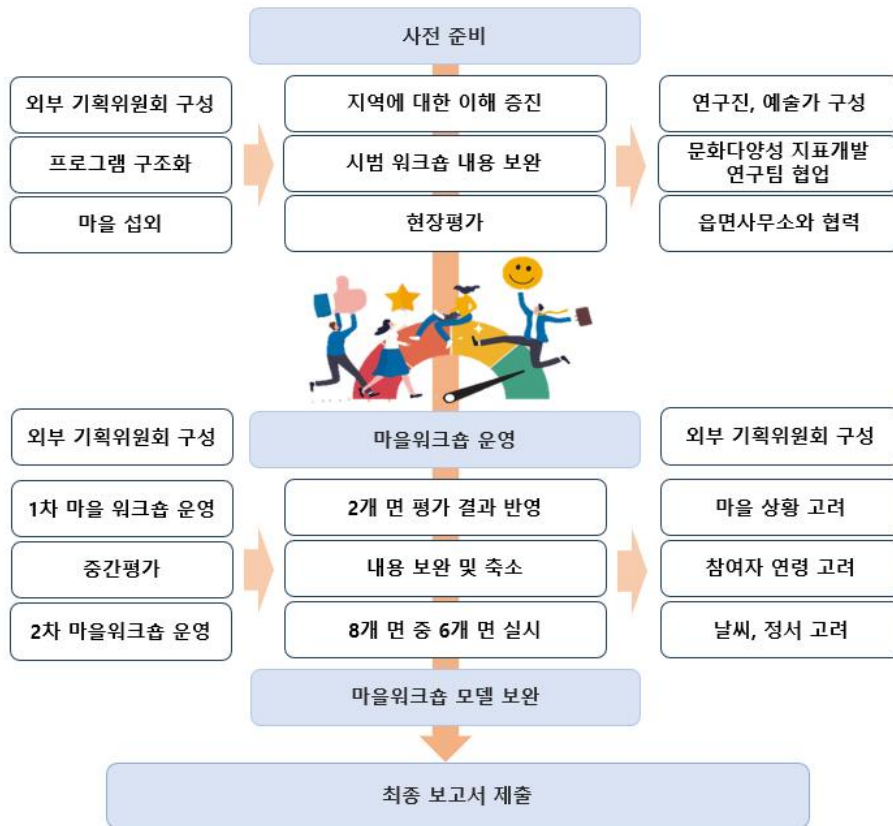 사전 준비
외부 기획위원회 구성
지역에 대한 이해 증진
연구진, 예술가 구성
프로그램 구조화
시범 워크숍 내용 보완
문화다양성 지표개발
연구팀 협업
마을 섭외
현장평가
읍면사무소와 협력
외부 기획위원회 구성
마을워크숍 운영
외부 기획위원회 구성
1차 마을 워크숍 운영
2개 면 평가 결과 반영
마을 상황 고려
중간평가
내용 보완 및 축소
참여자 연령 고려
2차 마을워크숍 운영
8개 면 중 6개 면 실시
날씨, 정서 고려
마을워크숍 모델 보완
최종 보고서 제출